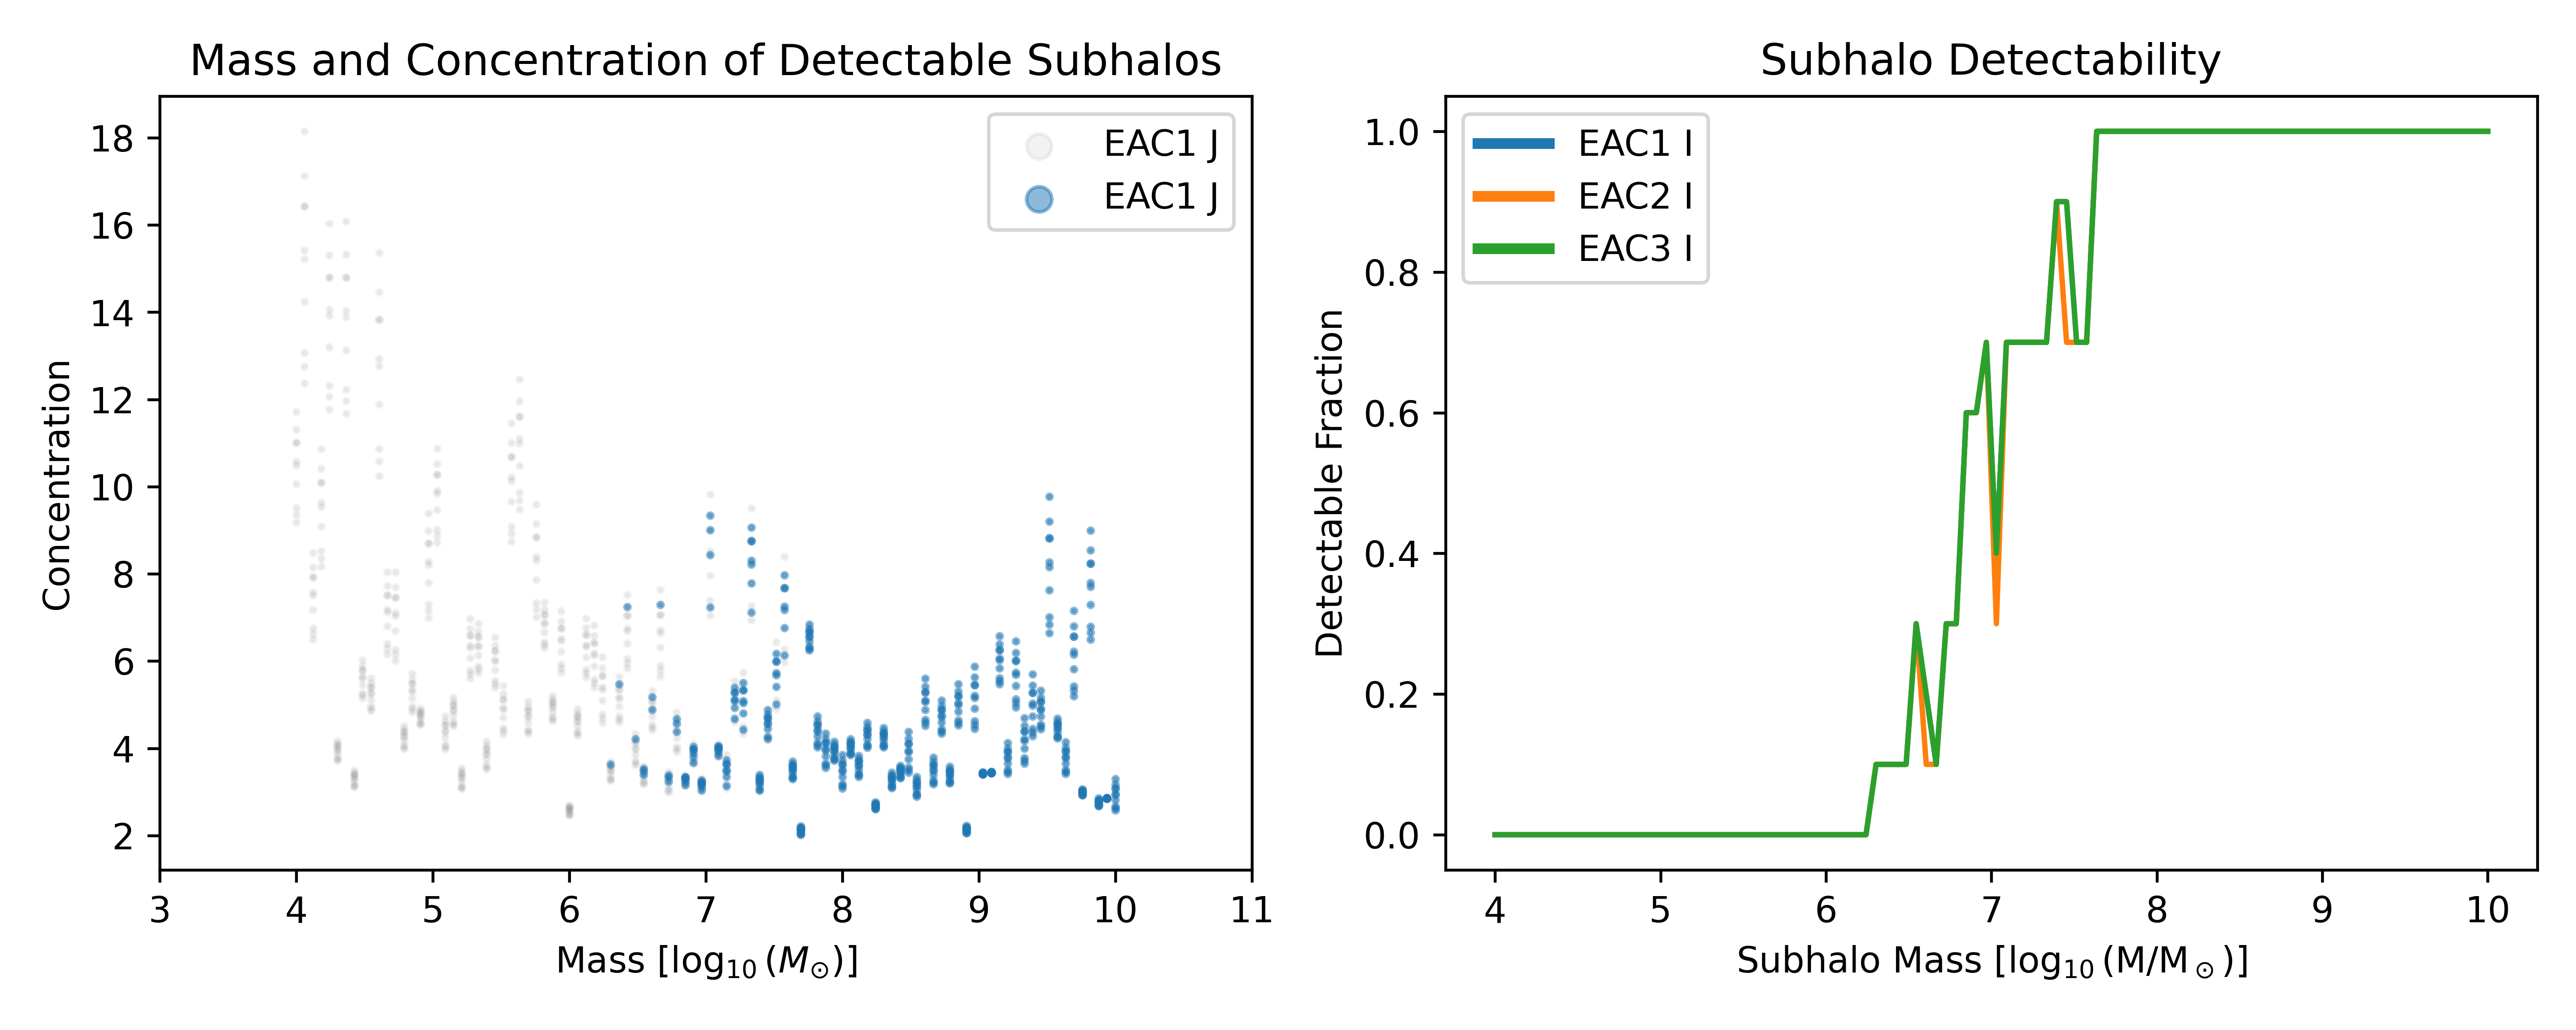 Mass and Concentration of Detectable Subhalos
EAC1 J
EAC1 J
18
16
14
12
10
8
6
4
2
Concentration
3 4 5 6 7 8 9 10 11
Mass [log₁₀(M⊙)]
Subhalo Detectability
EAC1 I
EAC2 I
EAC3 I
1.0
0.8
0.6
0.4
0.2
0.0
Detectable Fraction
4 5 6 7 8 9 10
Subhalo Mass [log₁₀(M/M⊙)]